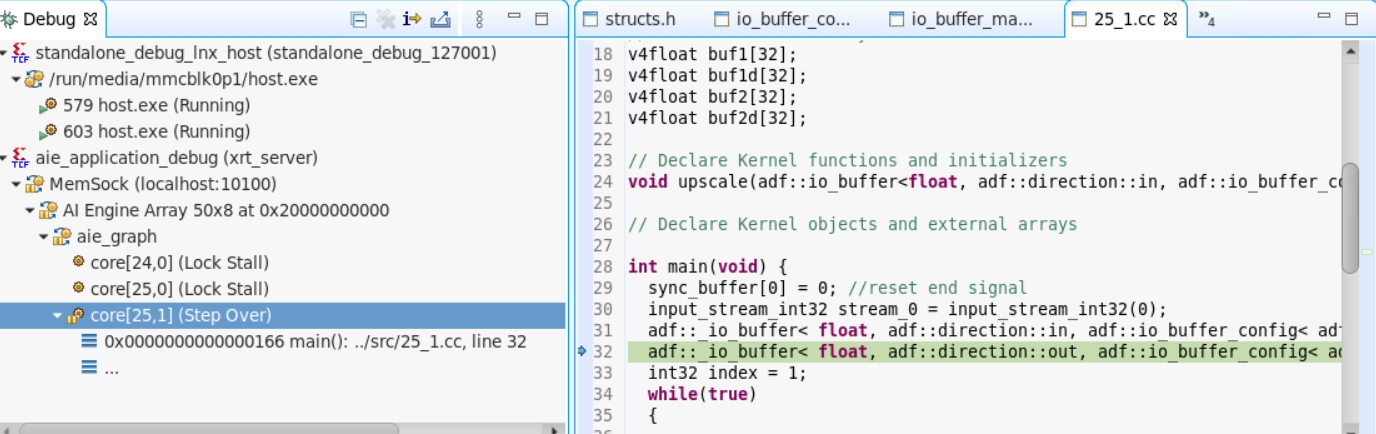 Debug
standalone_debug_lnx_host (standalone_debug_127001)
/run/media/mmcblk0p1/host.exe
579 host.exe (Running)
603 host.exe (Running)
aie_application_debug (xrt_server)
MemSock (localhost:10100)
AI Engine Array 50x8 at 0x20000000000
aie_graph
core[24,0] (Lock Stall)
core[25,0] (Lock Stall)
core[25,1] (Step Over)
0x0000000000000166 main(): ../src/25_1.cc, line 32
...
structs.h io_buffer_co... io_buffer_ma... 25_1.cc »4
18 v4float buf1[32];
19 v4float buf1d[32];
20 v4float buf2[32];
21 v4float buf2d[32];
22
23 // Declare Kernel functions and initializers
24 void upscale(adf::io_buffer<float, adf::direction::in, adf::io_buffer_co
25
26 // Declare Kernel objects and external arrays
27
28 int main(void) {
29 sync_buffer[0] = 0; //reset end signal
30 input_stream_int32 stream_0 = input_stream_int32(0);
31 adf::_io_buffer< float, adf::direction::in, adf::io_buffer_config< ad
32 adf::_io_buffer< float, adf::direction::out, adf::io_buffer_config< a
33 int32 index = 1;
34 while(true)
35 {